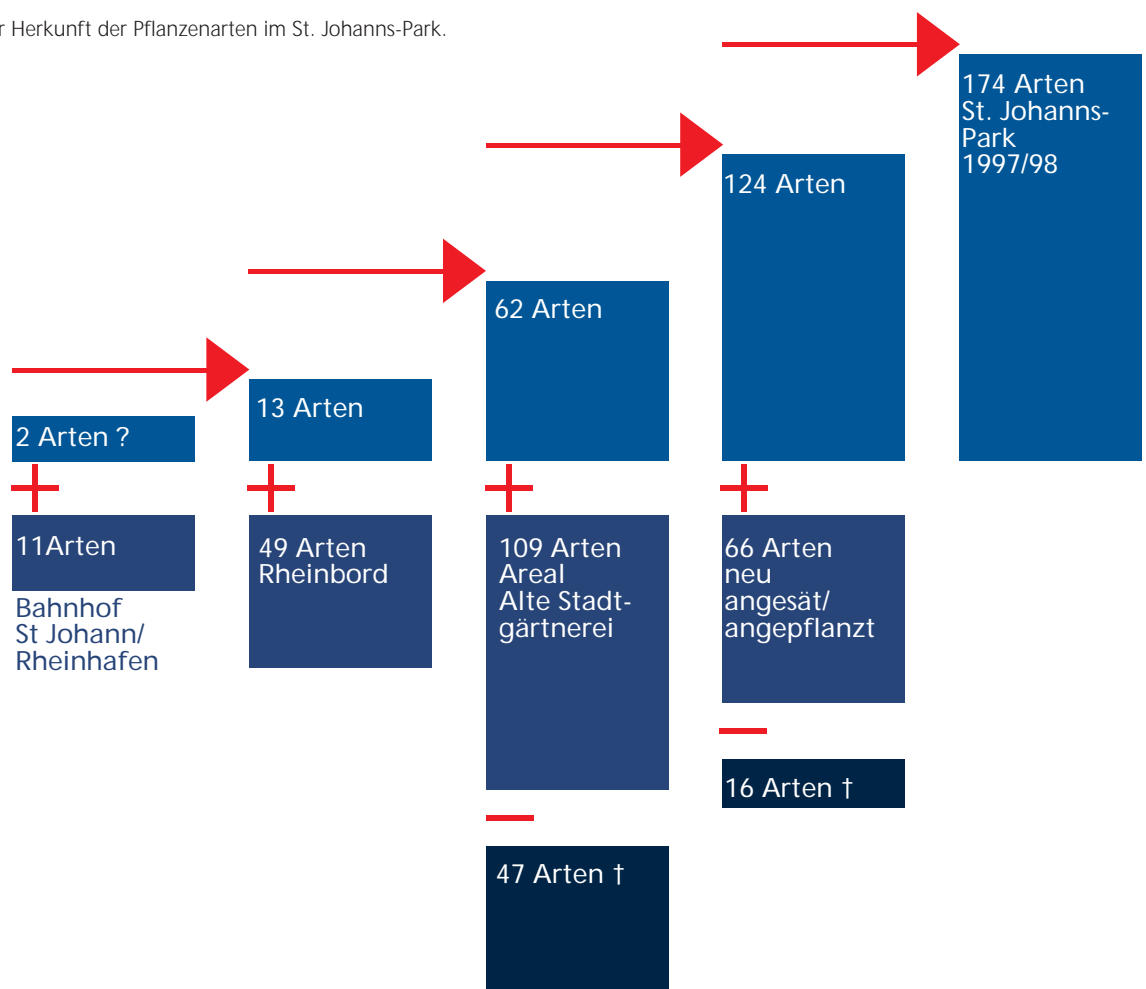 r Herkunft der Pflanzenarten im St. Johanns-Park.
2 Arten ?
11Arten
Bahnhof
St Johann/
Rheinhafen
13 Arten
49 Arten
Rheinbord
62 Arten
109 Arten
Areal
Alte Stadt-
gärtnerei
47 Arten †
124 Arten
66 Arten
neu
angesät/
angepflanzt
16 Arten †
174 Arten
St. Johanns-
Park
1997/98